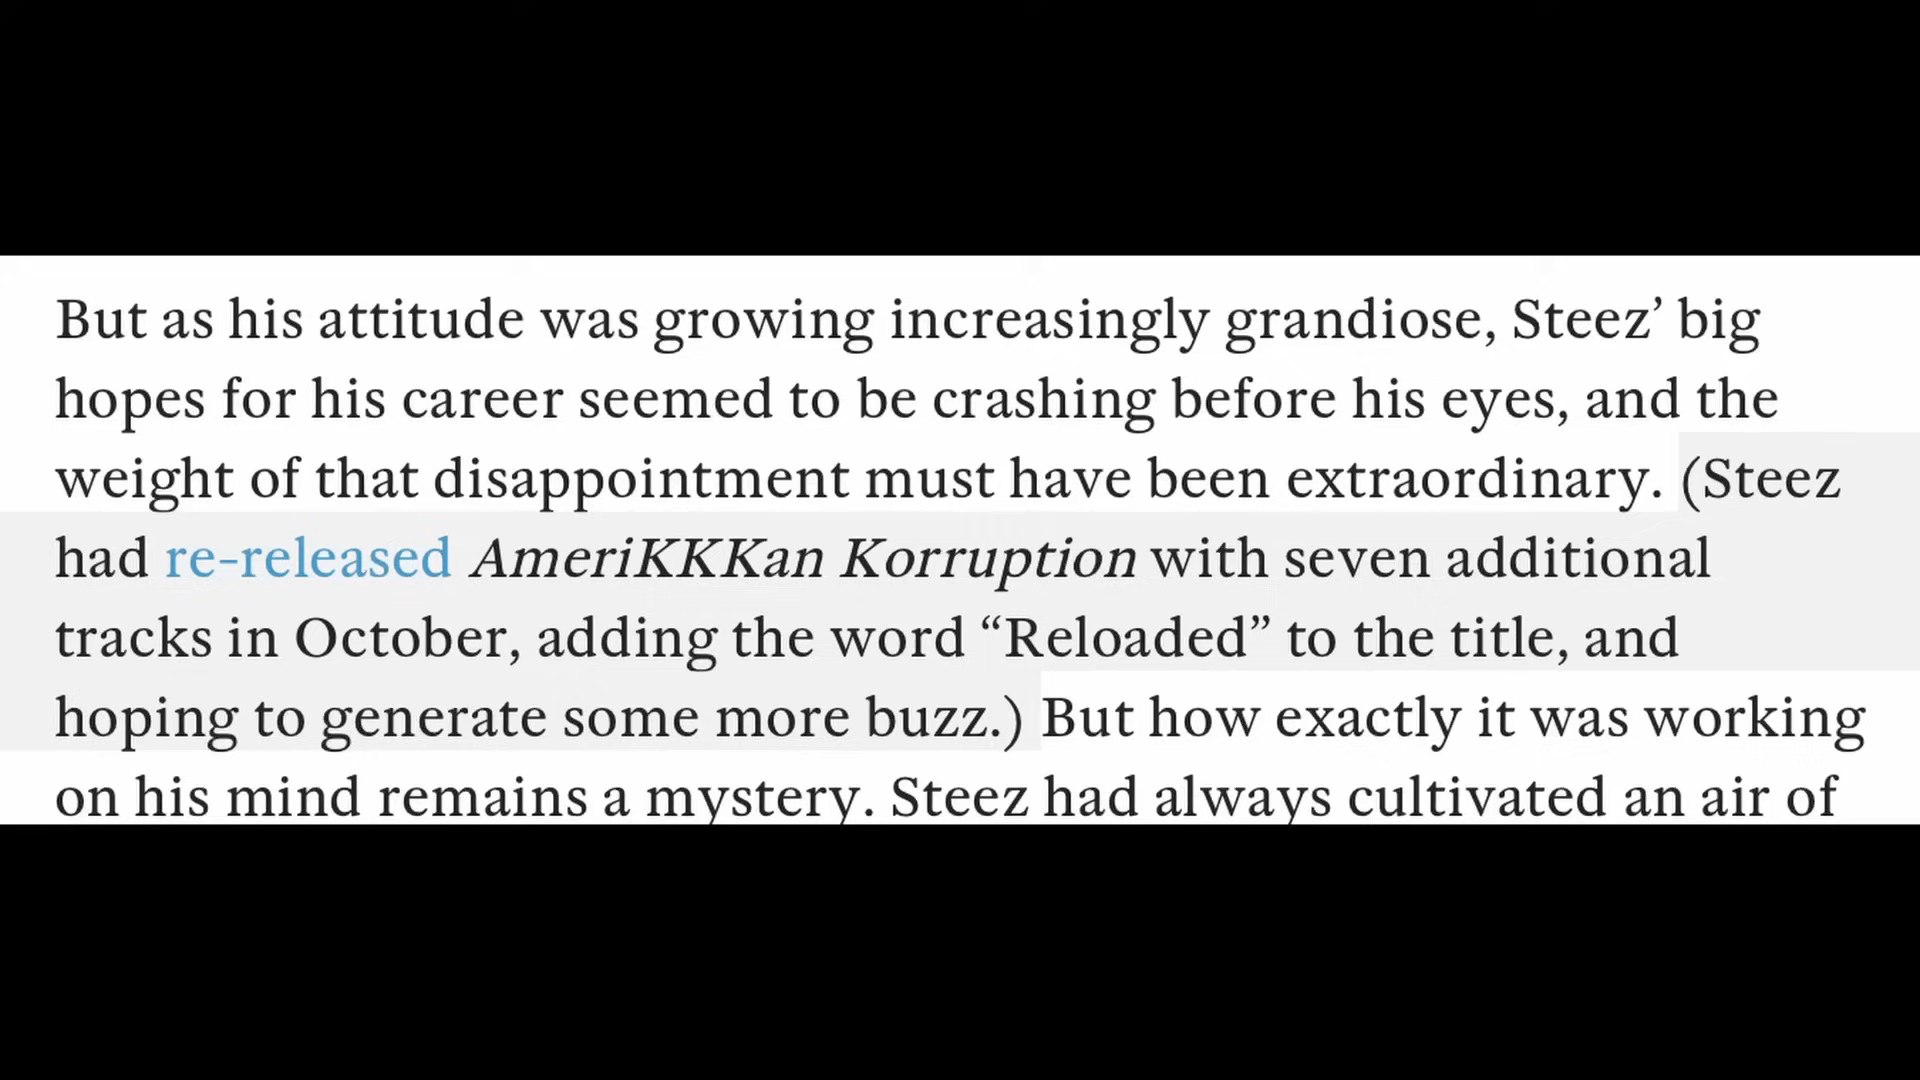 But as his attitude was growing increasingly grandiose, Steez’ big
hopes for his career seemed to be crashing before his eyes, and the
weight of that disappointment must have been extraordinary. (Steez
had re-released AmeriKKKan Korruption with seven additional
tracks in October, adding the word “Reloaded” to the title, and
hoping to generate some more buzz.) But how exactly it was working
on his mind remains a mystery. Steez had always cultivated an air of